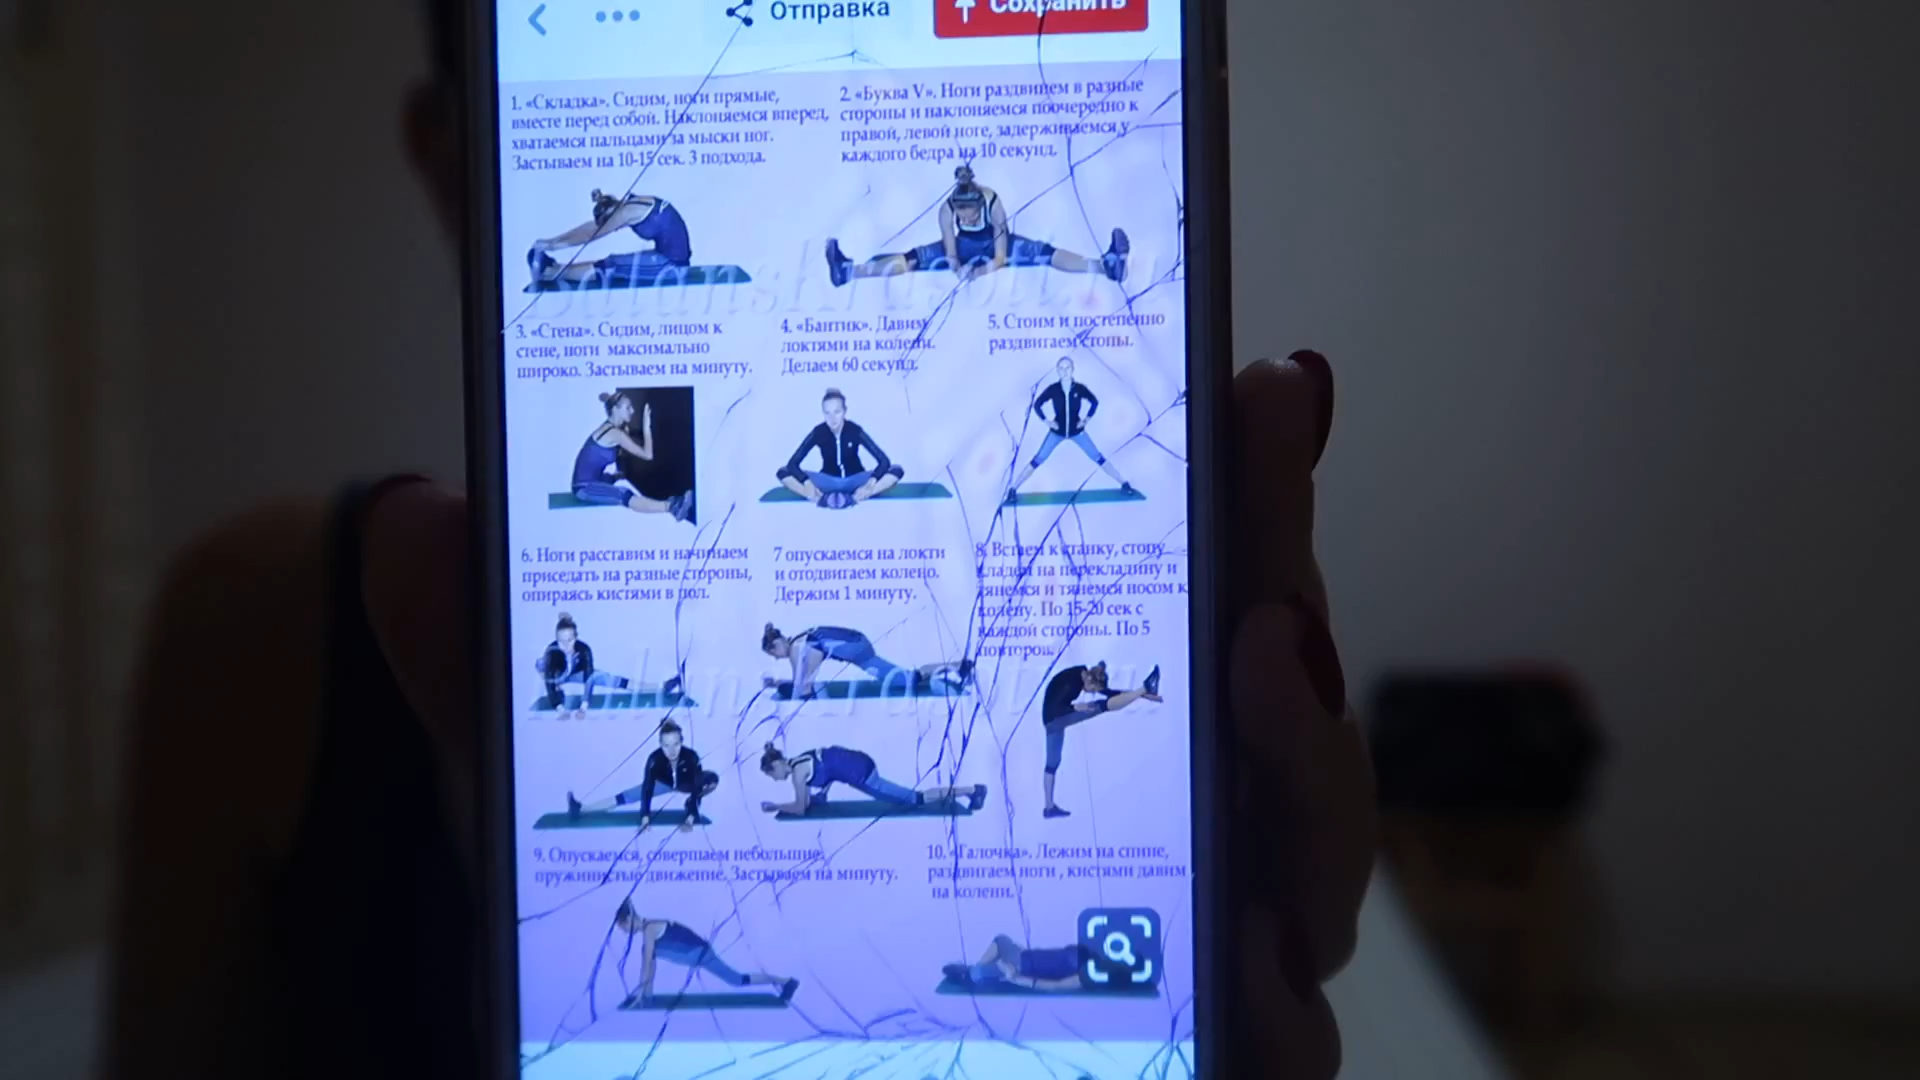 Отправка
Сохранить
1. «Складка». Сидим, ноги прямые,
вместе перед собой. Наклоняемся вперед,
хватаемся пальцами за мыски ног.
Застываем на 10-15 сек. 3 подхода.
2. «Буква V». Ноги раздвинем в разные
стороны и наклоняемся поочередно к
правой, левой ноге, задерживаемся у
каждого бедра на 10 секунд.
3. «Стена». Сидим, лицом к
стене, ноги максимально
широко. Застываем на минуту.
4. «Бантик». Давим
локтями на колени.
Делаем 60 секунд.
5. Стоим и постепенно
раздвигаем стопы.
6. Ноги расставим и начинаем
приседать на разные стороны,
опираясь кистями в пол.
7 опускаемся на локти
и отодвигаем колено.
Держим 1 минуту.
8. Встаем к станку, стопу
кладем на перекладину и
тянемся и тянемся носом к
колену. По 15-20 сек с
каждой стороны. По 5
повторов.
9. Опускаемся, совершаем небольшие
пружинистые движение. Застываем на минуту.
10. «Галочка». Лежим на спине,
раздвигаем ноги, кистями давим
на колени.
BalansKrasoti.ru
BalansKrasoti.ru